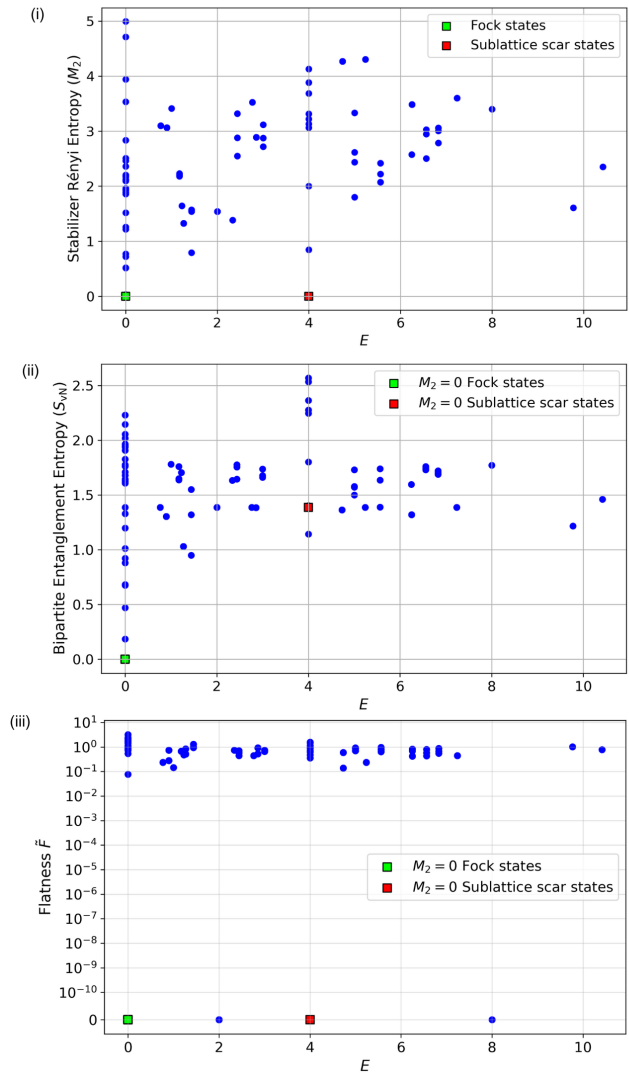 (i)
5
4
3
2
1
0
Stabilizer Rényi Entropy (M₂)
Fock states
Sublattice scar states
0 2 4 6 8 10
E
(ii)
2.5
2.0
1.5
1.0
0.5
0.0
Bipartite Entanglement Entropy (SᵥN)
M₂ = 0 Fock states
M₂ = 0 Sublattice scar states
0 2 4 6 8 10
E
(iii)
10¹
10⁰
10⁻¹
10⁻²
10⁻³
10⁻⁴
10⁻⁵
10⁻⁶
10⁻⁷
10⁻⁸
10⁻⁹
10⁻¹⁰
0
Flatness F̃
M₂ = 0 Fock states
M₂ = 0 Sublattice scar states
0 2 4 6 8 10
E